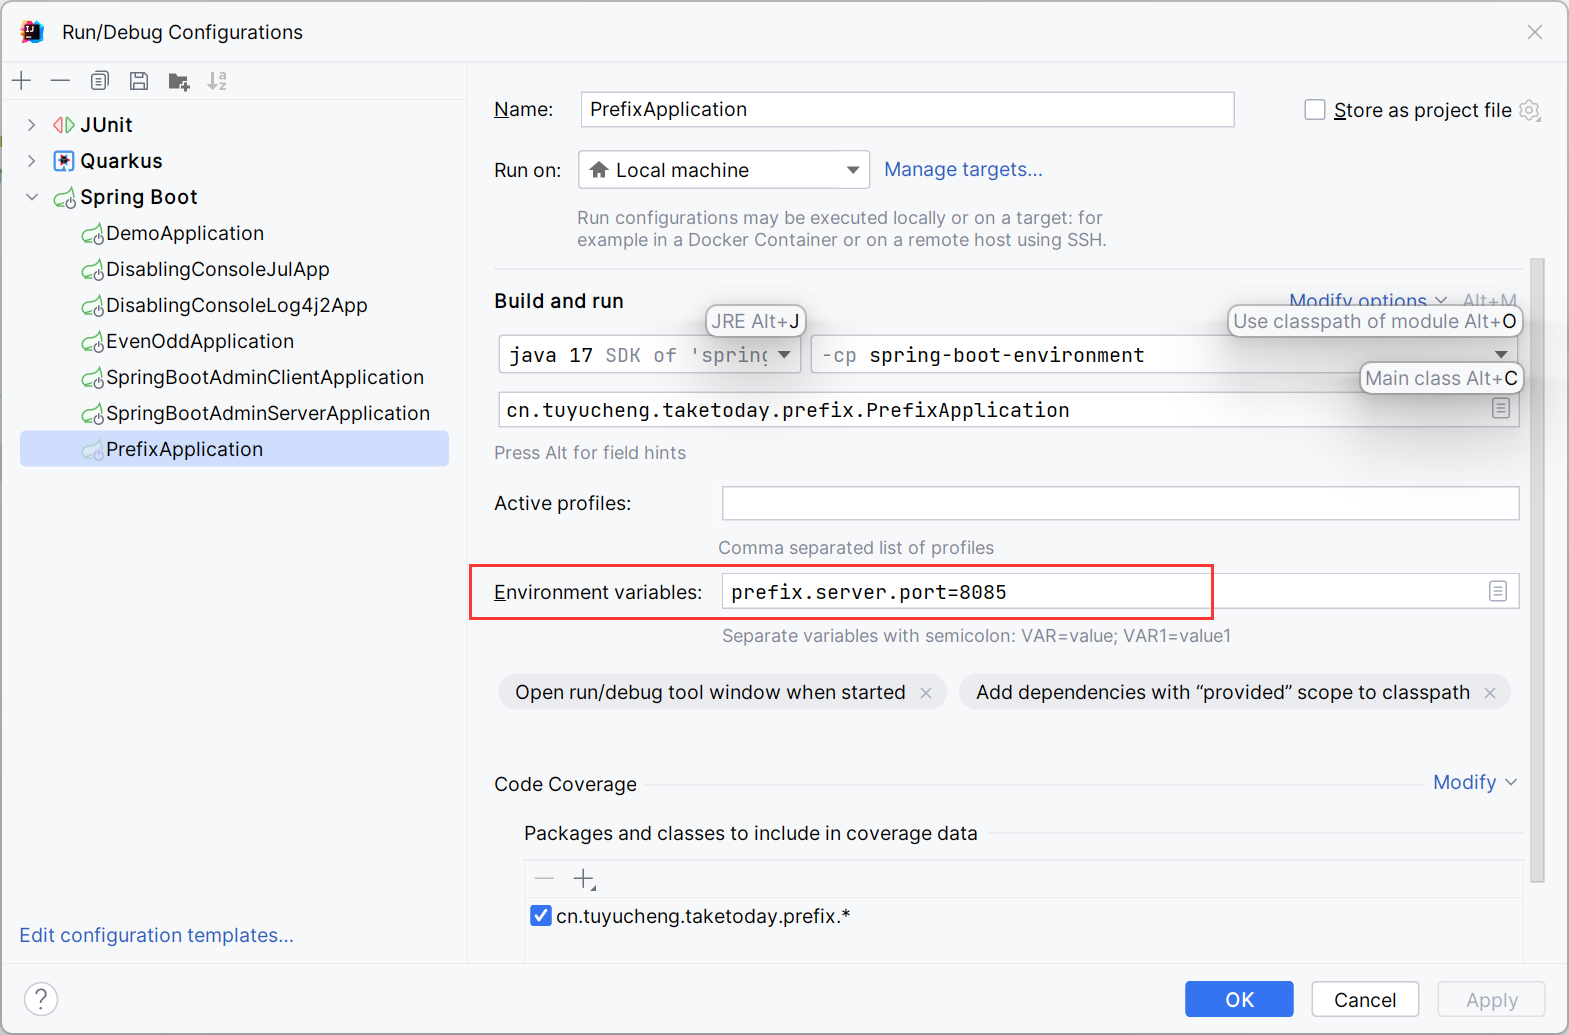 Run/Debug Configurations
JUnit
Quarkus
Spring Boot
DemoApplication
DisablingConsoleJulApp
DisablingConsoleLog4j2App
EvenOddApplication
SpringBootAdminClientApplication
SpringBootAdminServerApplication
PrefixApplication
Edit configuration templates...
Name: PrefixApplication
Store as project file
Run on: Local machine Manage targets...
Run configurations may be executed locally or on a target: for
example in a Docker Container or on a remote host using SSH.
Build and run
Modify options Alt+M
JRE Alt+J
Use classpath of module Alt+O
java 17 SDK of 'spring
-cp spring-boot-environment
Main class Alt+C
cn.tuyucheng.taketoday.prefix.PrefixApplication
Press Alt for field hints
Active profiles:
Comma separated list of profiles
Environment variables: prefix.server.port=8085
Separate variables with semicolon: VAR=value; VAR1=value1
Open run/debug tool window when started
Add dependencies with “provided” scope to classpath
Code Coverage
Modify
Packages and classes to include in coverage data
cn.tuyucheng.taketoday.prefix.*
?
OK
Cancel
Apply